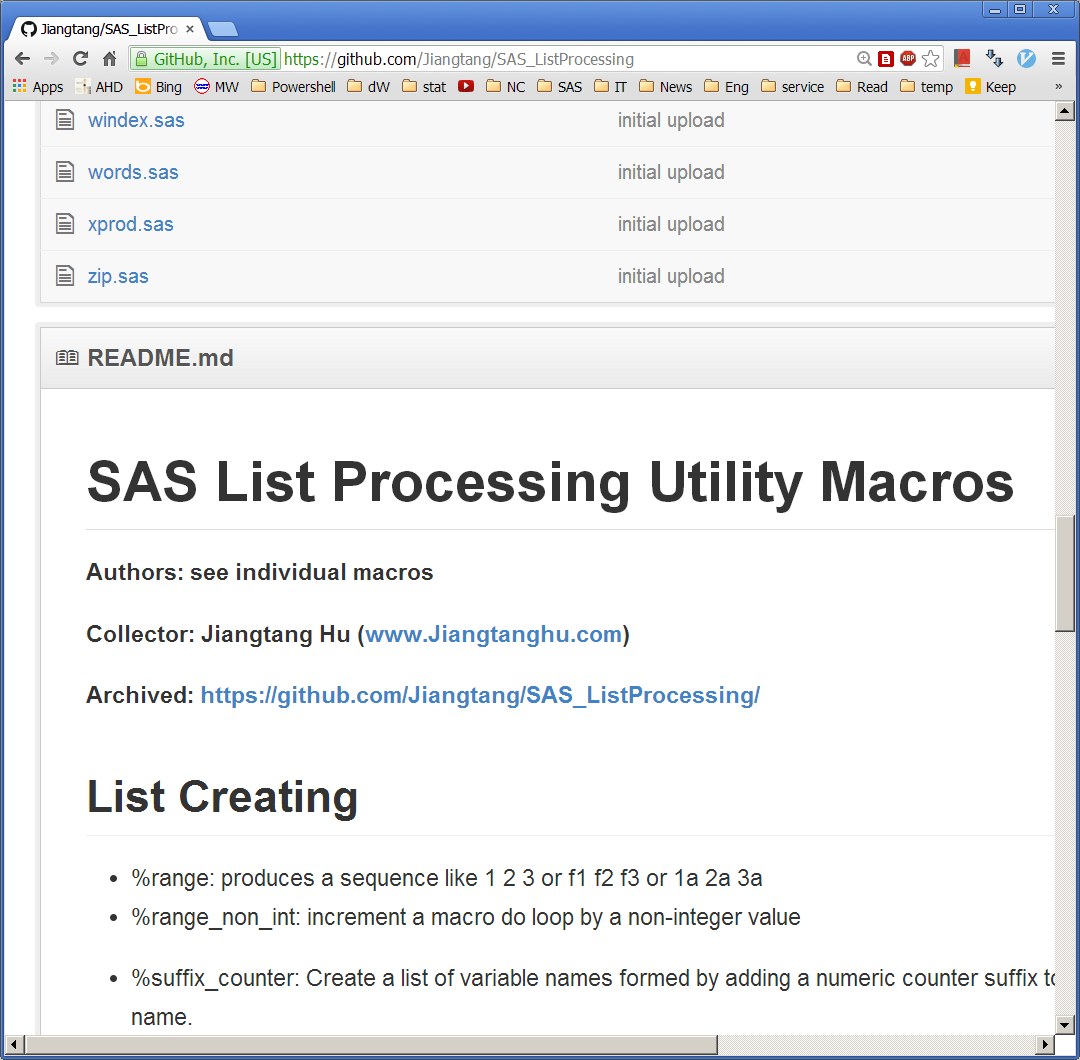 Jiangtang/SAS_ListPro
GitHub, Inc. [US] https://github.com/Jiangtang/SAS_ListProcessing
ABP
Apps AHD Bing MW Powershell dW stat NC SAS IT News Eng service Read temp Keep »
windex.sas initial upload
words.sas initial upload
xprod.sas initial upload
zip.sas initial upload
README.md
SAS List Processing Utility Macros
Authors: see individual macros
Collector: Jiangtang Hu (www.Jiangtanghu.com)
Archived: https://github.com/Jiangtang/SAS_ListProcessing/
List Creating
• %range: produces a sequence like 1 2 3 or f1 f2 f3 or 1a 2a 3a
• %range_non_int: increment a macro do loop by a non-integer value
• %suffix_counter: Create a list of variable names formed by adding a numeric counter suffix to
name.